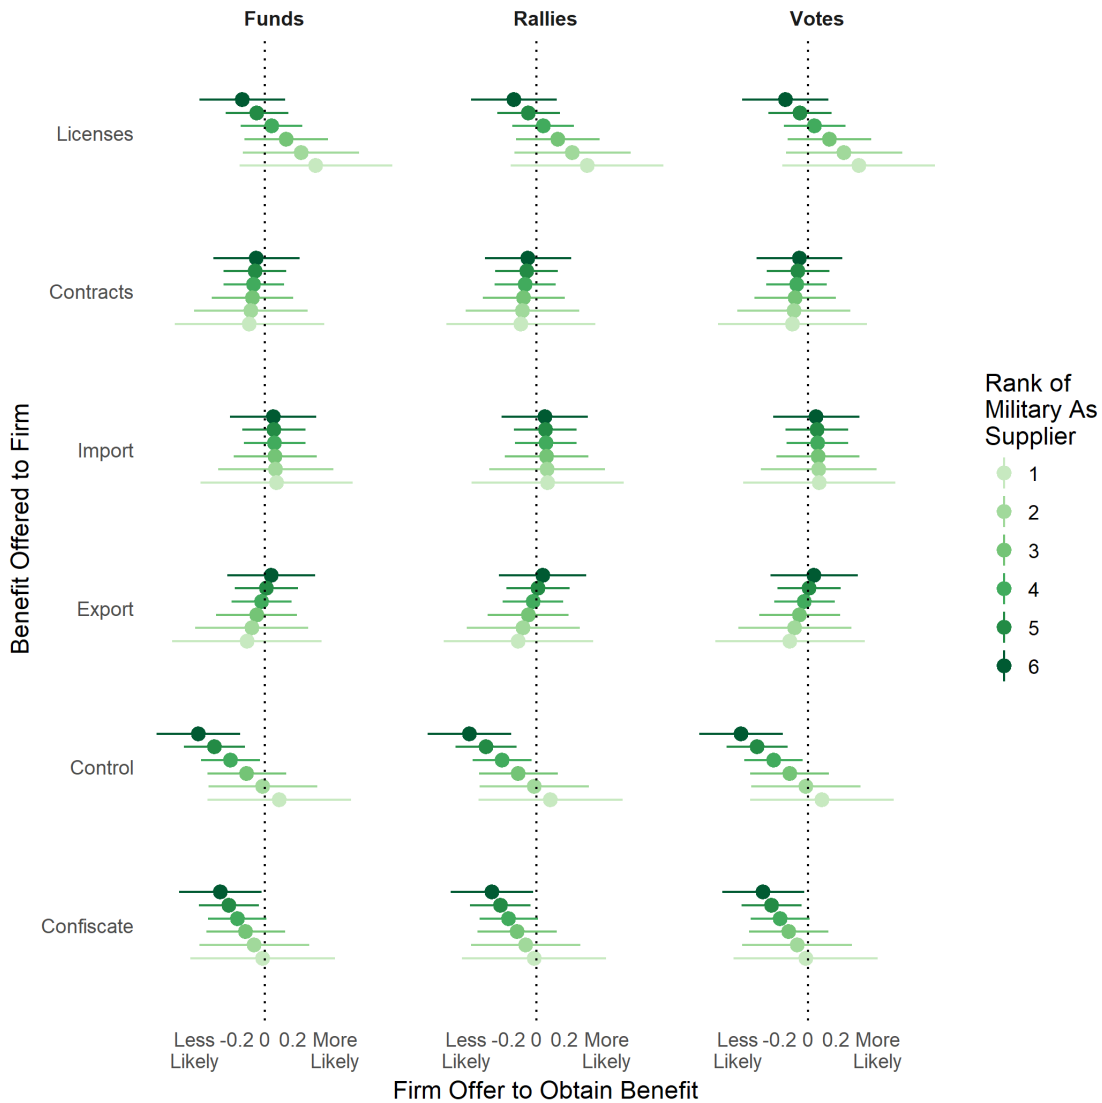 Funds Rallies Votes
Licenses
Contracts
Import
Export
Control
Confiscate
Benefit Offered to Firm
Less -0.2 0 0.2 More Less -0.2 0 0.2 More Less -0.2 0 0.2 More
Likely Likely Likely Likely Likely Likely
Firm Offer to Obtain Benefit
Rank of
Military As
Supplier
1
2
3
4
5
6